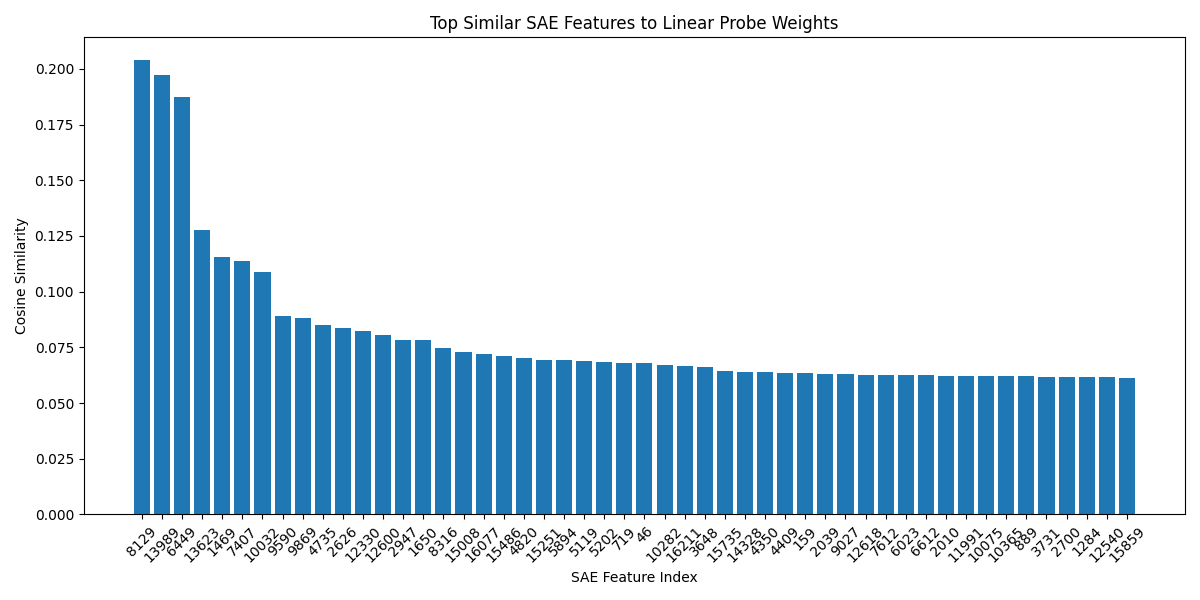 Top Similar SAE Features to Linear Probe Weights
0.200
0.175
0.150
0.125
0.100
0.075
0.050
0.025
0.000
Cosine Similarity
8129 13989 6449 13623 1469 7407 10032 9590 9869 4735 2626 12330 12600 2947 1650 8316 15008 16077 15486 4820 15251 5894 5119 5202 719 46 10282 16211 3648 15735 14328 4350 4409 159 2039 9027 12618 7612 6023 6612 2010 11991 10075 10365 889 3731 2700 1284 12540 15859
SAE Feature Index